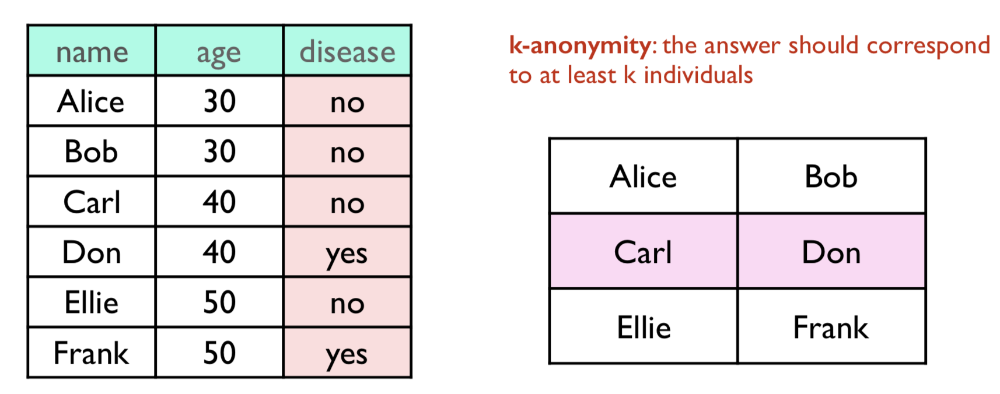 name age disease
Alice 30 no
Bob 30 no
Carl 40 no
Don 40 yes
Ellie 50 no
Frank 50 yes
k-anonymity: the answer should correspond
to at least k individuals
Alice Bob
Carl Don
Ellie Frank